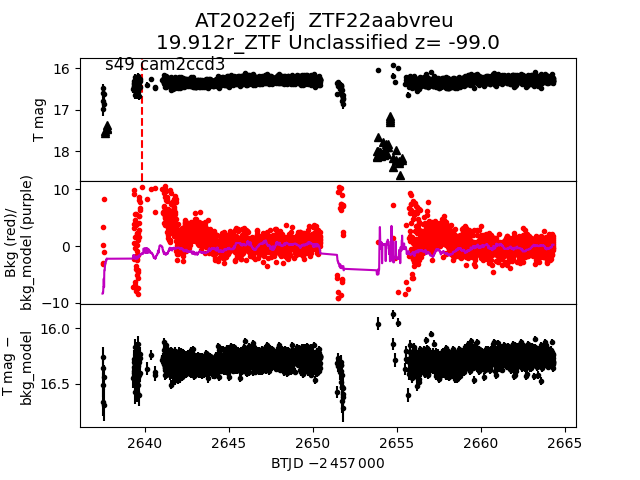 AT2022efj  ZTF22aabvreu
19.912r_ZTF Unclassified z= -99.0
s49 cam2ccd3
16
17
18
T mag
10
0
−10
Bkg (red)/
bkg_model (purple)
16.0
16.5
T mag −
bkg_model
2640
2645
2650
2655
2660
2665
BTJD −2 457 000